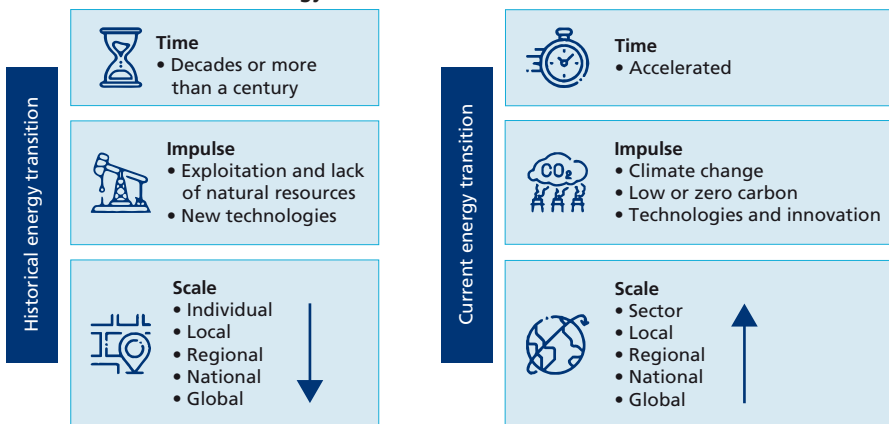 Historical energy transition
Time
• Decades or more
than a century
Impulse
• Exploitation and lack
of natural resources
• New technologies
Scale
• Individual
• Local
• Regional
• National
• Global
Current energy transition
Time
• Accelerated
Impulse
CO₂
• Climate change
• Low or zero carbon
• Technologies and innovation
Scale
• Sector
• Local
• Regional
• National
• Global